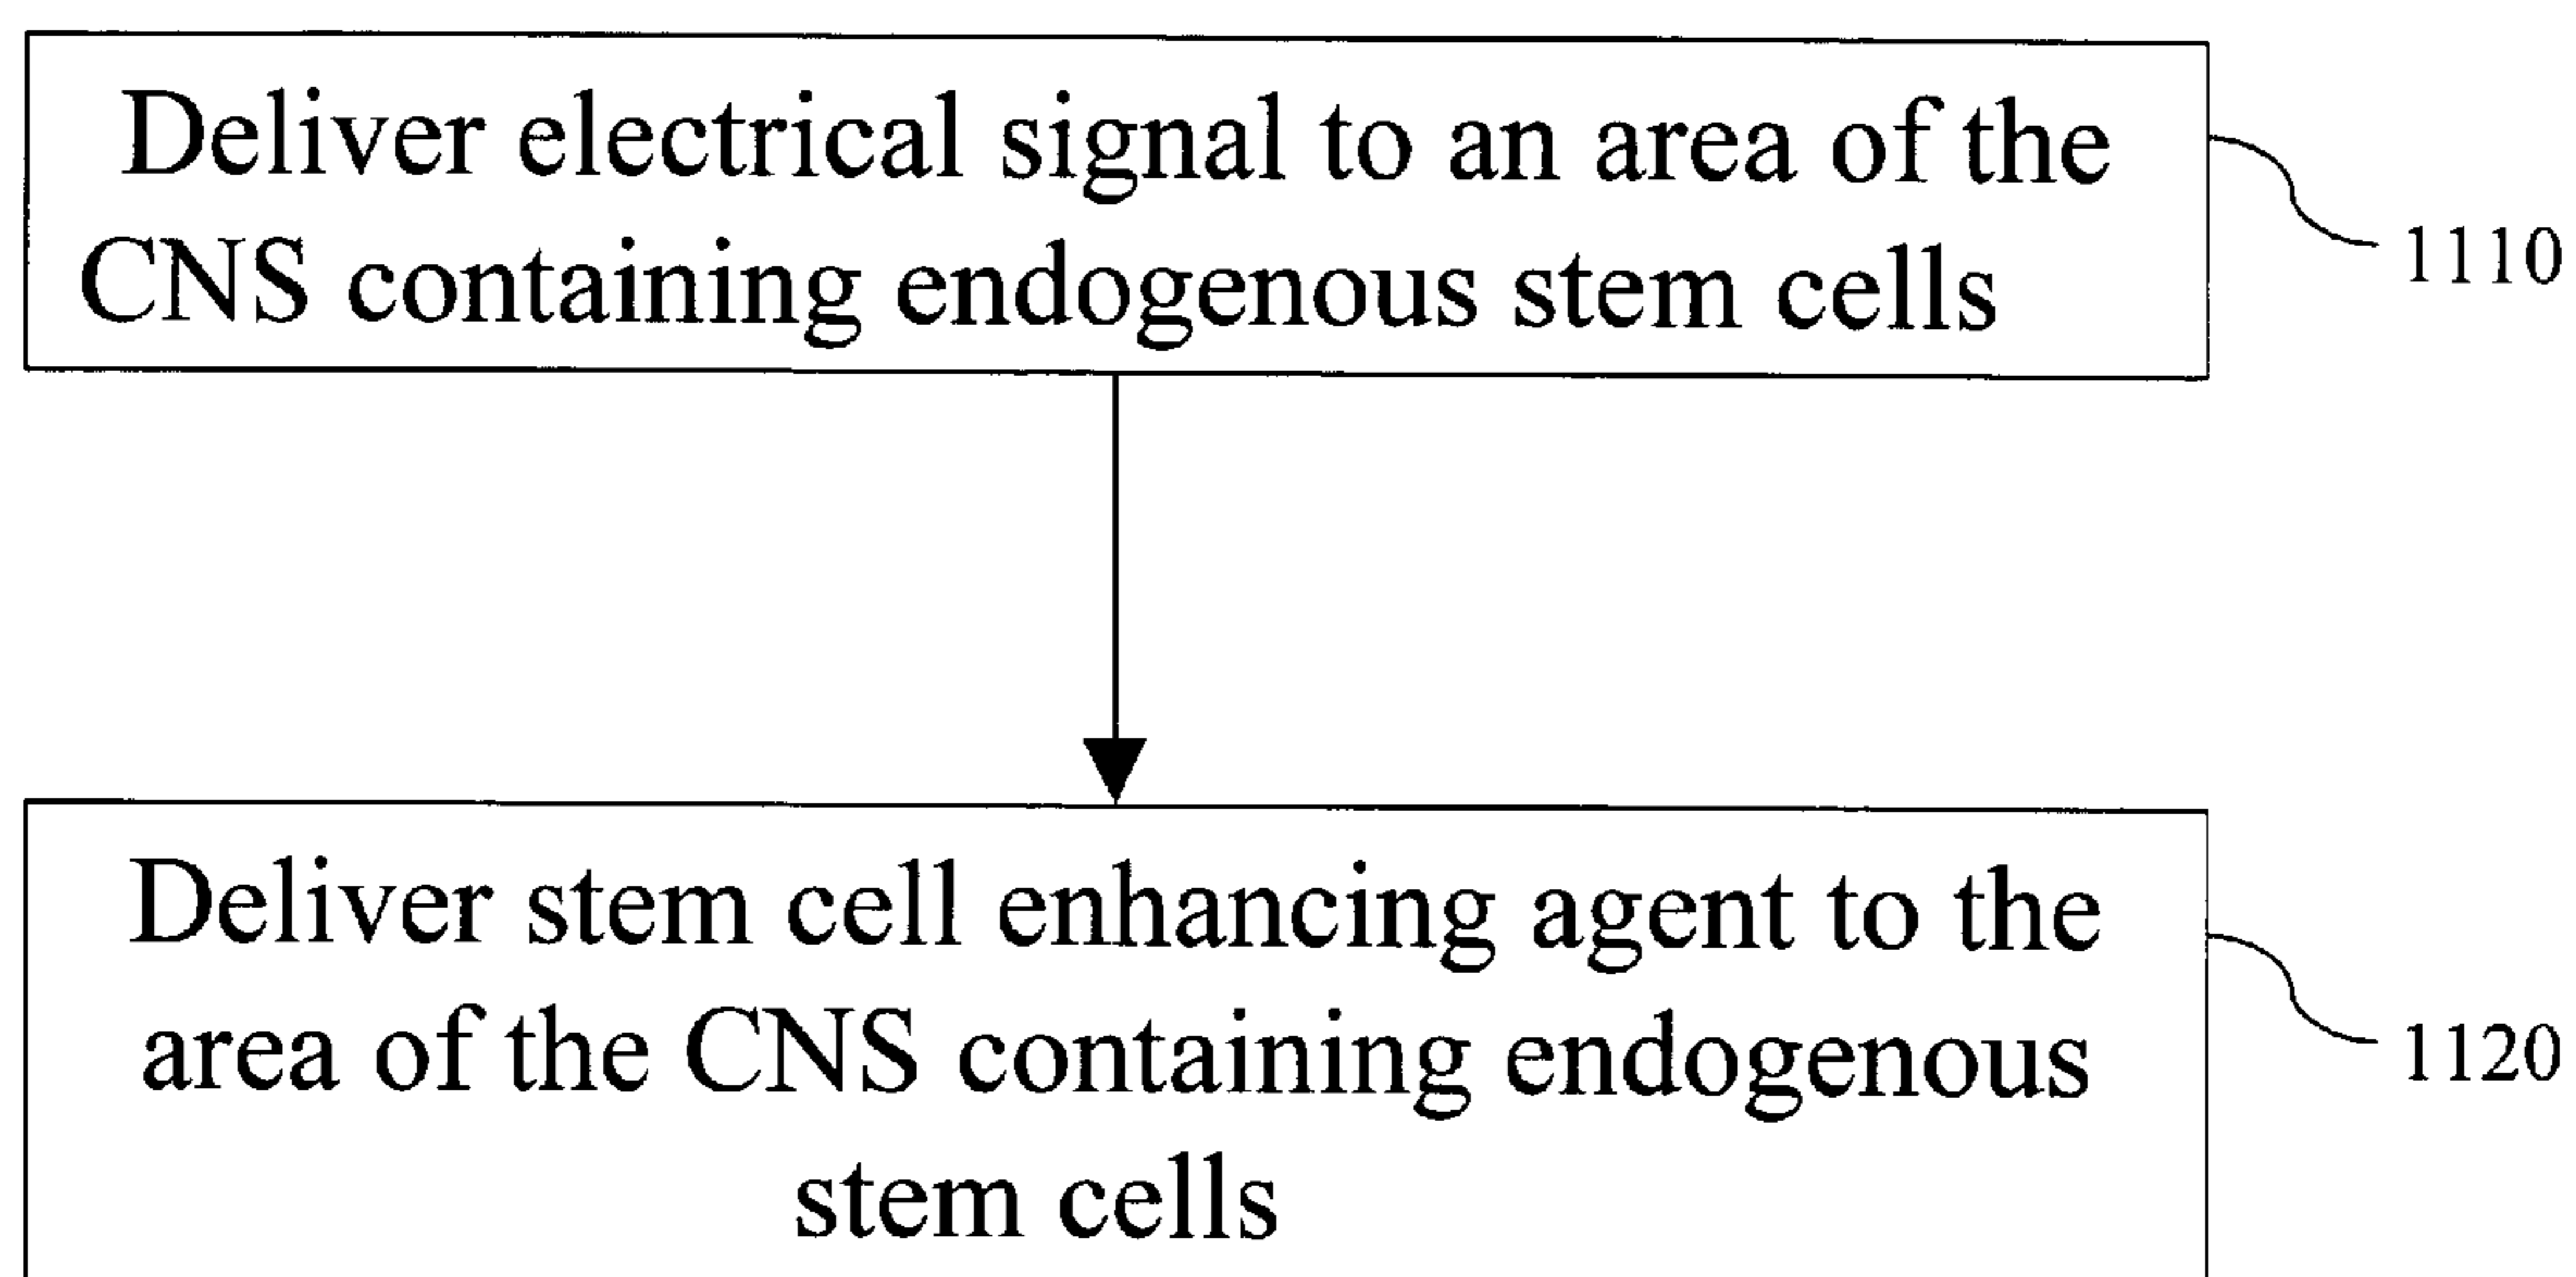 Deliver electrical signal to an area of the
CNS containing endogenous stem cells
1110
Deliver stem cell enhancing agent to the
area of the CNS containing endogenous
stem cells
1120